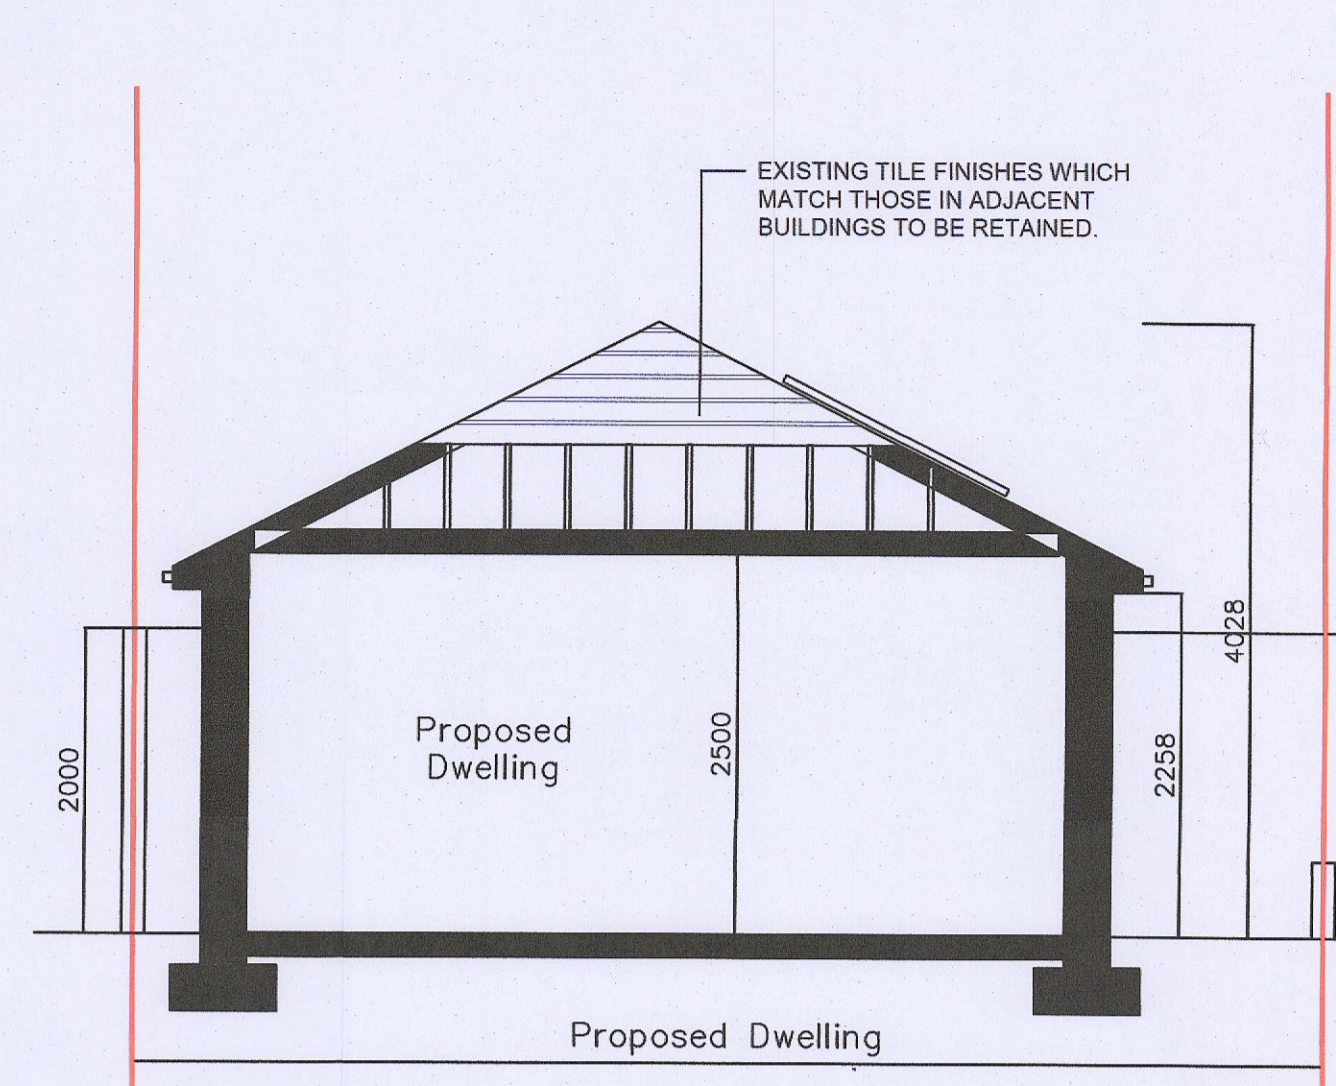 EXISTING TILE FINISHES WHICH
MATCH THOSE IN ADJACENT
BUILDINGS TO BE RETAINED.
4028
2000
Proposed
Dwelling
2500
2258
Proposed Dwelling